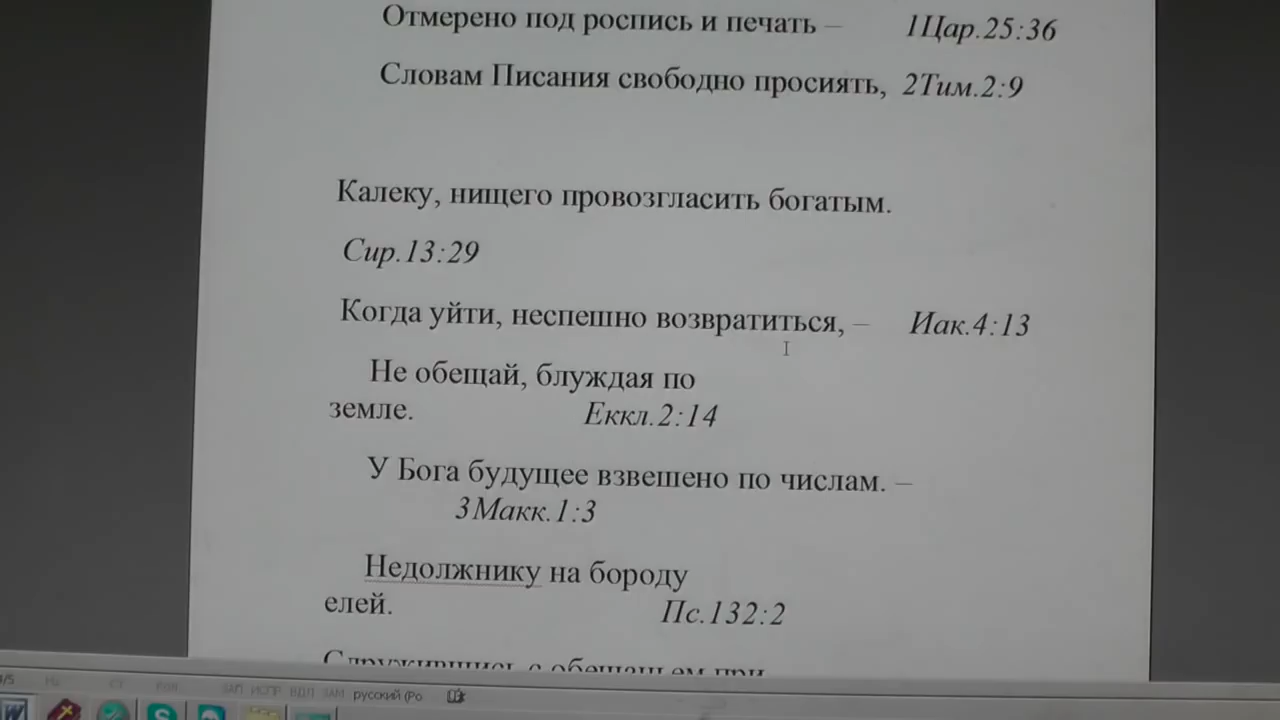 Отмерено под роспись и печать – 1Цар.25:36
Словам Писания свободно просиять, 2Тим.2:9
Калеку, нищего провозгласить богатым.
Сир.13:29
Когда уйти, неспешно возвратиться, – Иак.4:13
Не обещай, блуждая по
земле. Еккл.2:14
У Бога будущее взвешено по числам. –
3Макк.1:3
Недолжнику на бороду
елей. Пс.132:2
ЗАП ИСПР ВДЛ ЗАМ русский (Ро